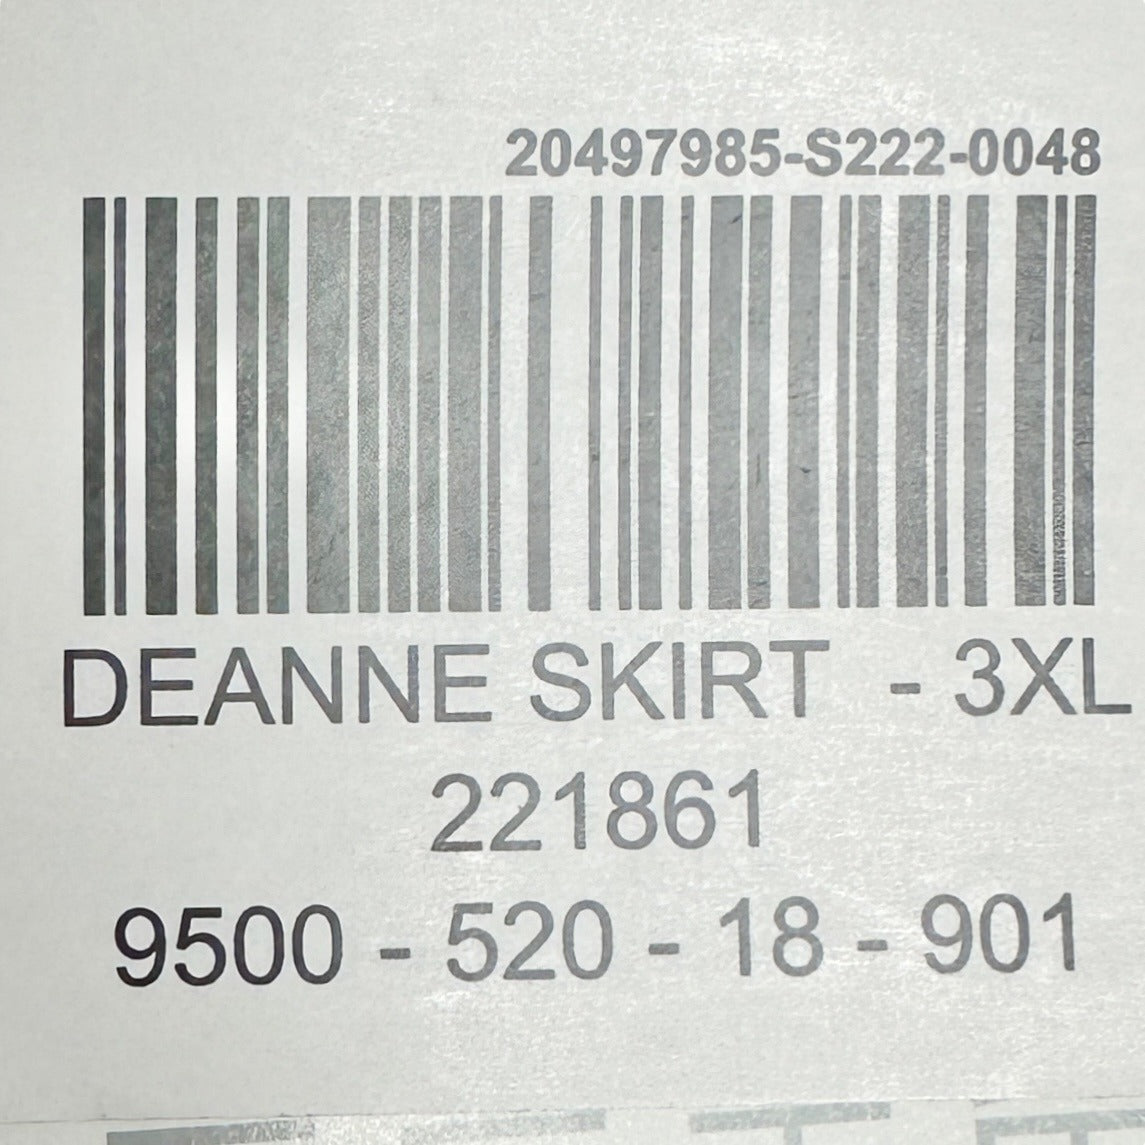 20497985-S222-0048
DEANNE SKIRT - 3XL
221861
9500 - 520 - 18 - 901